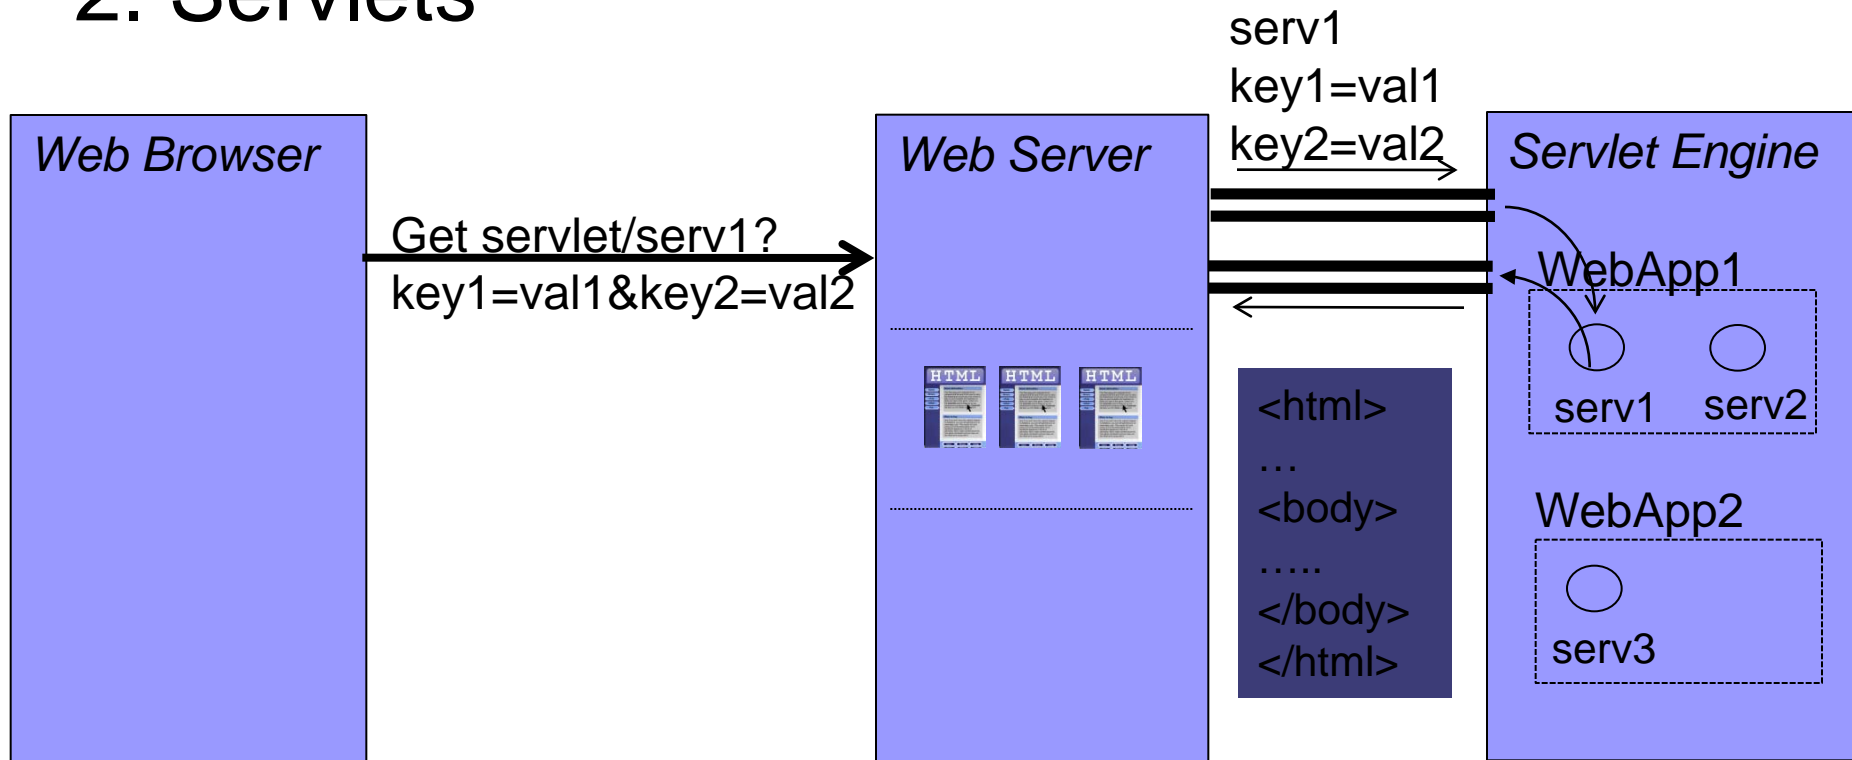 2. Servlets
serv1
key1=val1
key2=val2
Web Browser
Web Server
Servlet Engine
Get servlet/serv1?
key1=val1&key2=val2
WebApp1
serv1
serv2
HTML
HTML
HTML
<html>
…
<body>
…..
</body>
</html>
WebApp2
serv3